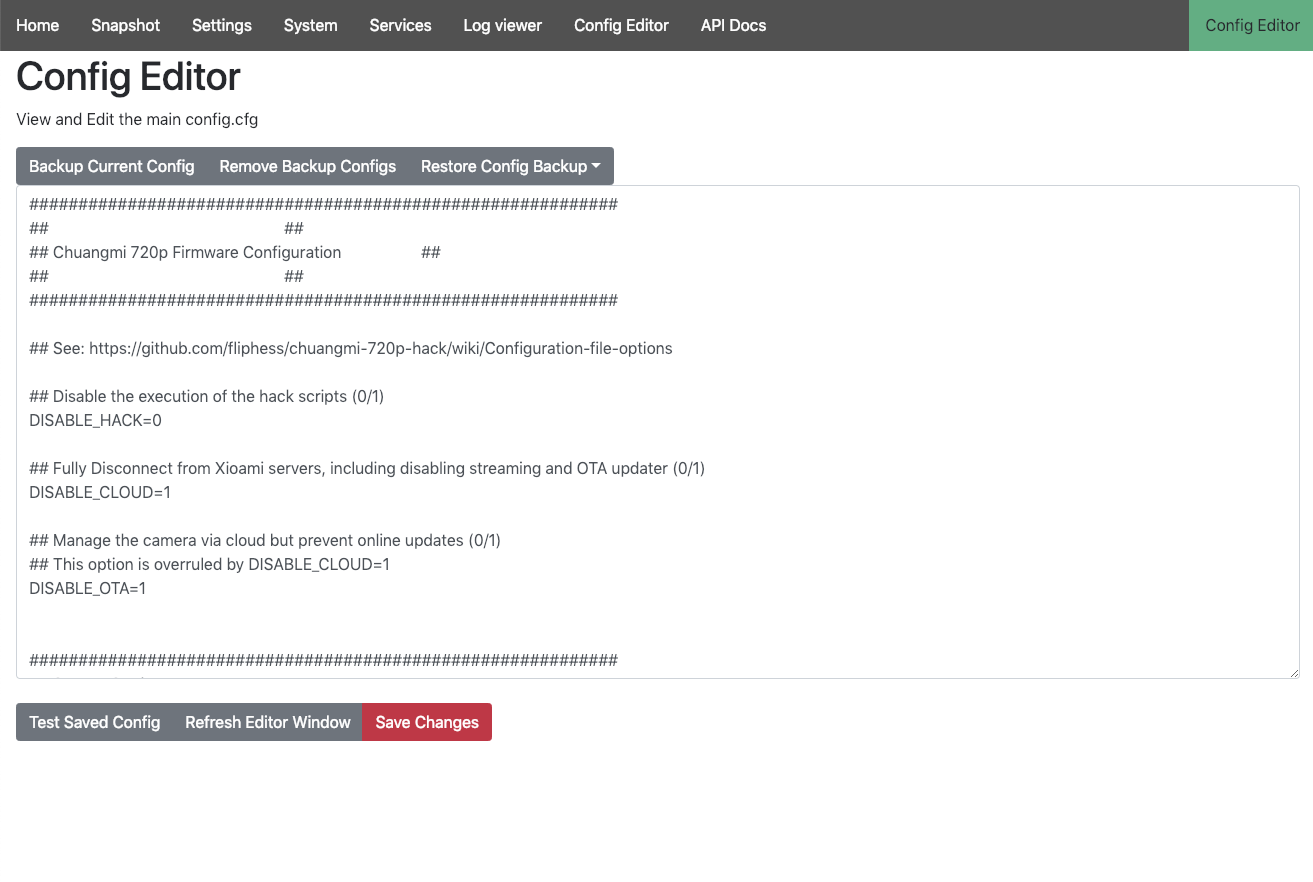 Home Snapshot Settings System Services Log viewer Config Editor API Docs Config Editor
Config Editor
View and Edit the main config.cfg
Backup Current Config Remove Backup Configs Restore Config Backup
############################################################
## ##
## Chuangmi 720p Firmware Configuration ##
## ##
############################################################
## See: https://github.com/fliphess/chuangmi-720p-hack/wiki/Configuration-file-options
## Disable the execution of the hack scripts (0/1)
DISABLE_HACK=0
## Fully Disconnect from Xioami servers, including disabling streaming and OTA updater (0/1)
DISABLE_CLOUD=1
## Manage the camera via cloud but prevent online updates (0/1)
## This option is overruled by DISABLE_CLOUD=1
DISABLE_OTA=1
############################################################
Test Saved Config Refresh Editor Window Save Changes